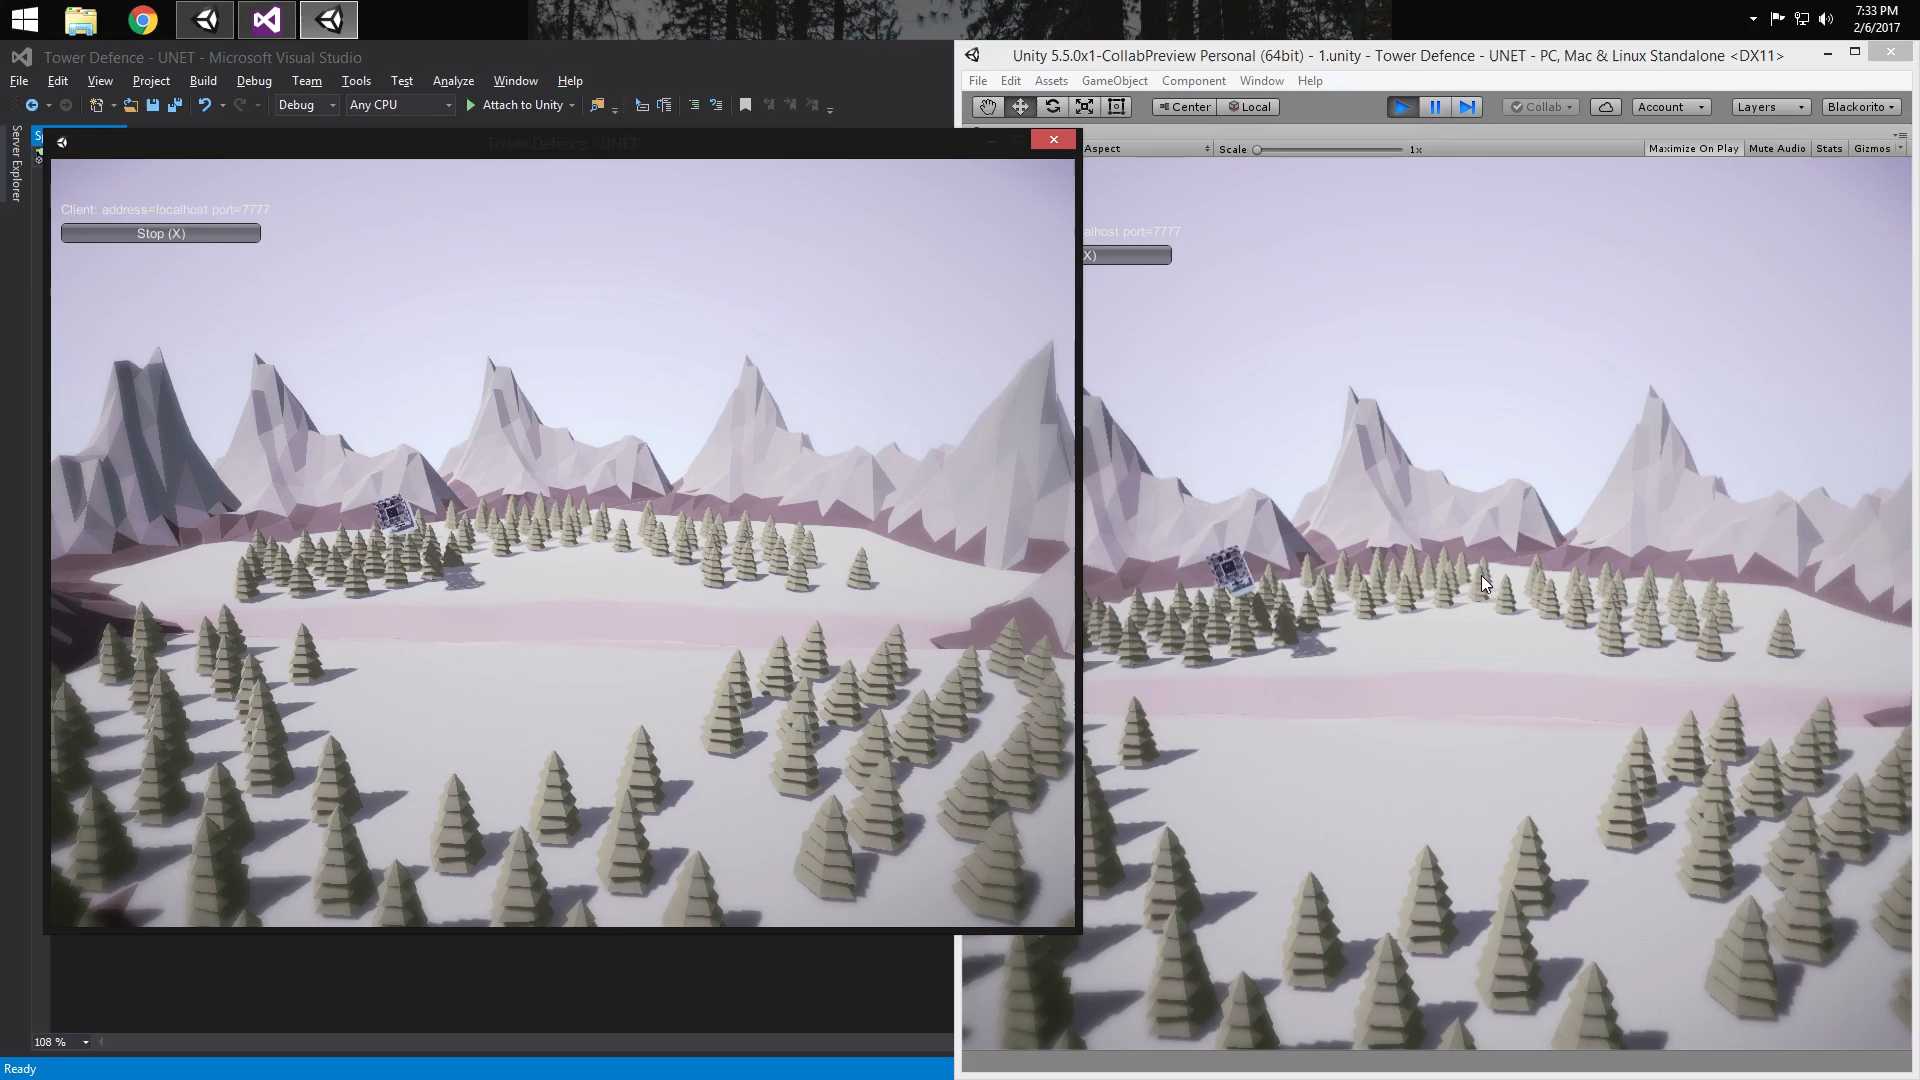 7:33 PM
2/6/2017
Tower Defence - UNET - Microsoft Visual Studio
File Edit View Project Build Debug Team Tools Test Analyze Window Help
Debug Any CPU Attach to Unity
Server Explorer
Tower Defence - UNET
Client: address=localhost port=7777
Stop (X)
108 %
Ready
Unity 5.5.0x1-CollabPreview Personal (64bit) - 1.unity - Tower Defence - UNET - PC, Mac & Linux Standalone <DX11>
File Edit Assets GameObject Component Window Help
Center Local Collab Account Layers Blackorito
Aspect Scale 1x Maximize On Play Mute Audio Stats Gizmos
alhost port=7777
X)